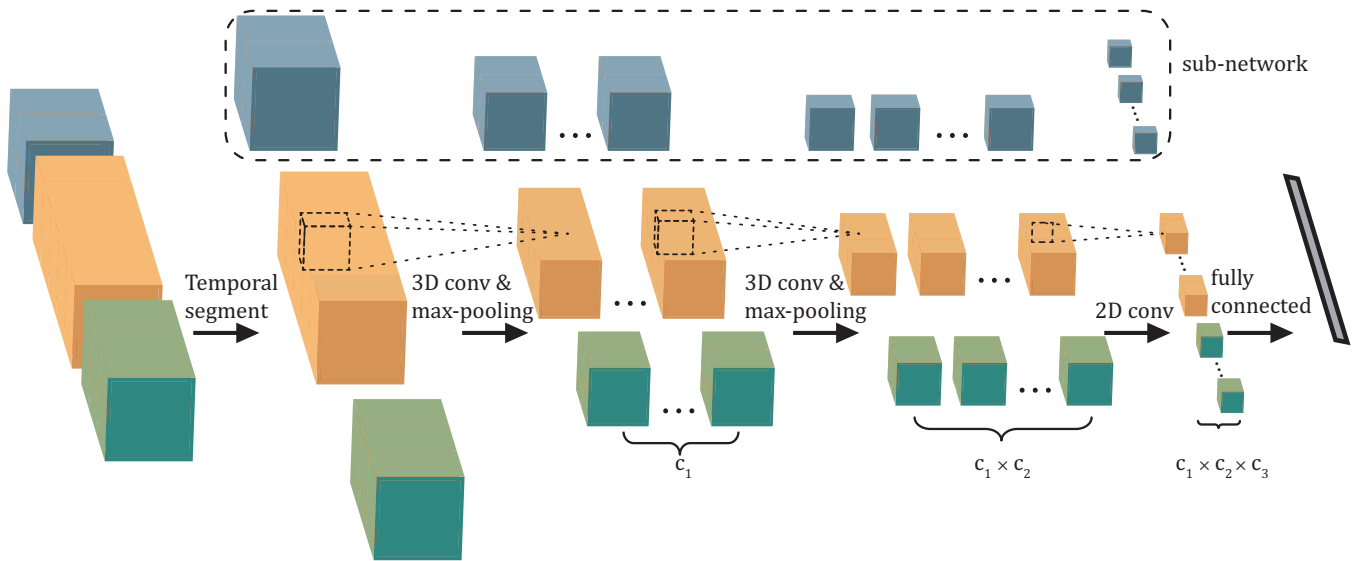 sub-network
Temporal
segment
3D conv &
max-pooling
3D conv &
max-pooling
2D conv
fully
connected
c₁
c₁ × c₂
c₁ × c₂ × c₃